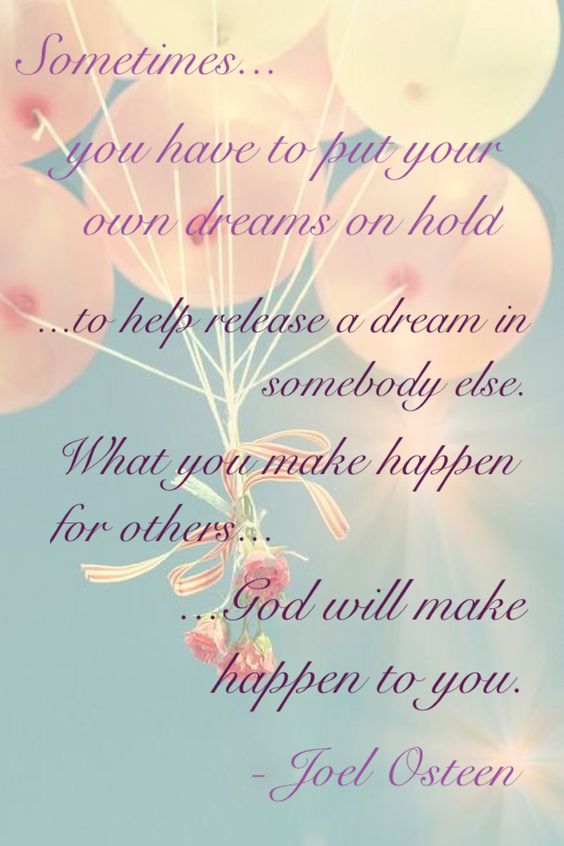 Sometimes...
you have to put your
own dreams on hold
...to help release a dream in
somebody else.
What you make happen
for others...
...God will make
happen to you.
- Joel Osteen